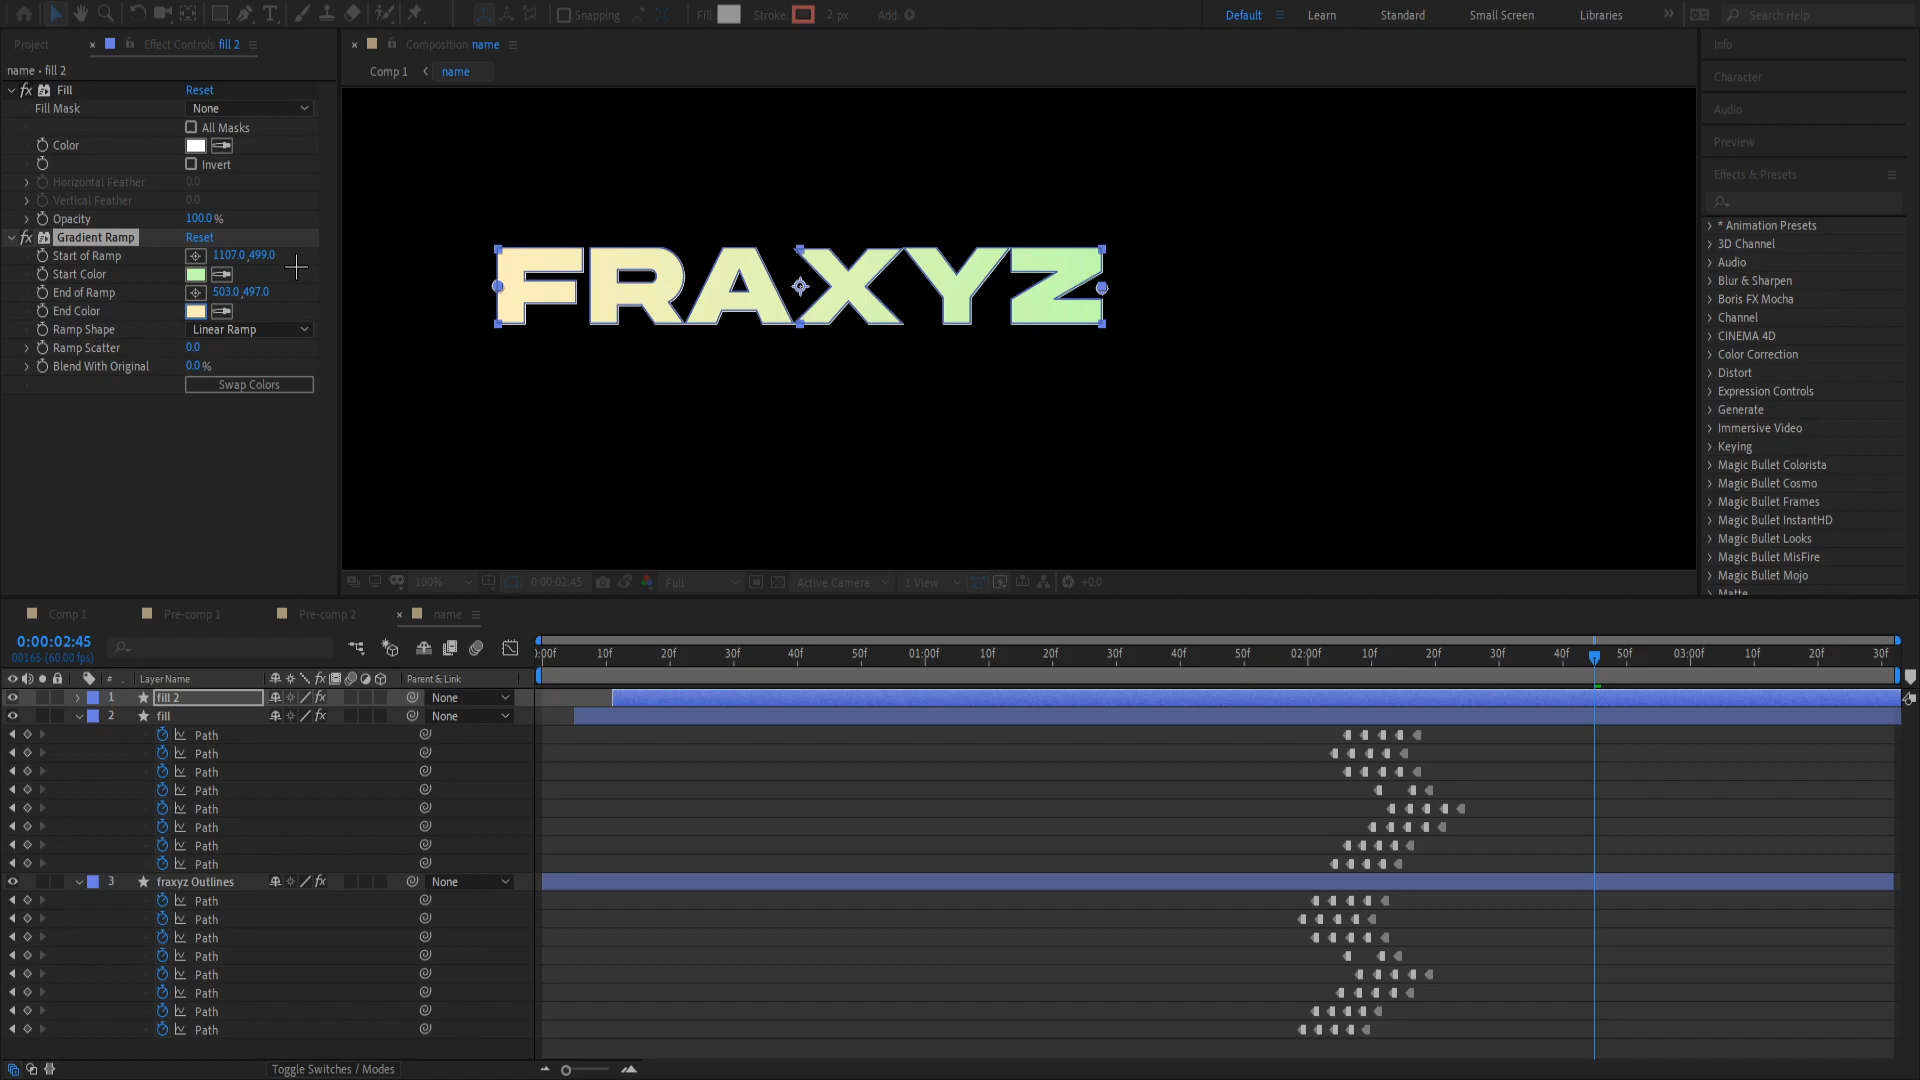 Snapping
Fill:
Stroke:
2 px
Add:
Default
Learn
Standard
Small Screen
Libraries
Search Help
Project
Effect Controls fill 2
Composition name
Info
name • fill 2
Comp 1
name
Character
Audio
Preview
Effects & Presets
fx Fill
Reset
Fill Mask
None
All Masks
Color
Invert
Horizontal Feather
0.0
Vertical Feather
0.0
Opacity
100.0 %
fx Gradient Ramp
Reset
Start of Ramp
1107.0,499.0
Start Color
End of Ramp
503.0,497.0
End Color
Ramp Shape
Linear Ramp
Ramp Scatter
0.0
Blend With Original
0.0 %
Swap Colors
FRAXYZ
* Animation Presets
3D Channel
Audio
Blur & Sharpen
Boris FX Mocha
Channel
CINEMA 4D
Color Correction
Distort
Expression Controls
Generate
Immersive Video
Keying
Magic Bullet Colorista
Magic Bullet Cosmo
Magic Bullet Frames
Magic Bullet InstantHD
Magic Bullet Looks
Magic Bullet MisFire
Magic Bullet Mojo
Matte
100%
0:00:02:45
Full
Active Camera
1 View
+0.0
Comp 1
Pre-comp 1
Pre-comp 2
name
0:00:02:45
00165 (60.00 fps)
:00f
10f
20f
30f
40f
50f
01:00f
10f
20f
30f
40f
50f
02:00f
10f
20f
30f
40f
50f
03:00f
10f
20f
30f
#
Layer Name
fx
Parent & Link
1
fill 2
fx
None
2
fill
fx
None
Path
Path
Path
Path
Path
Path
Path
Path
3
fraxyz Outlines
fx
None
Path
Path
Path
Path
Path
Path
Path
Path
Toggle Switches / Modes